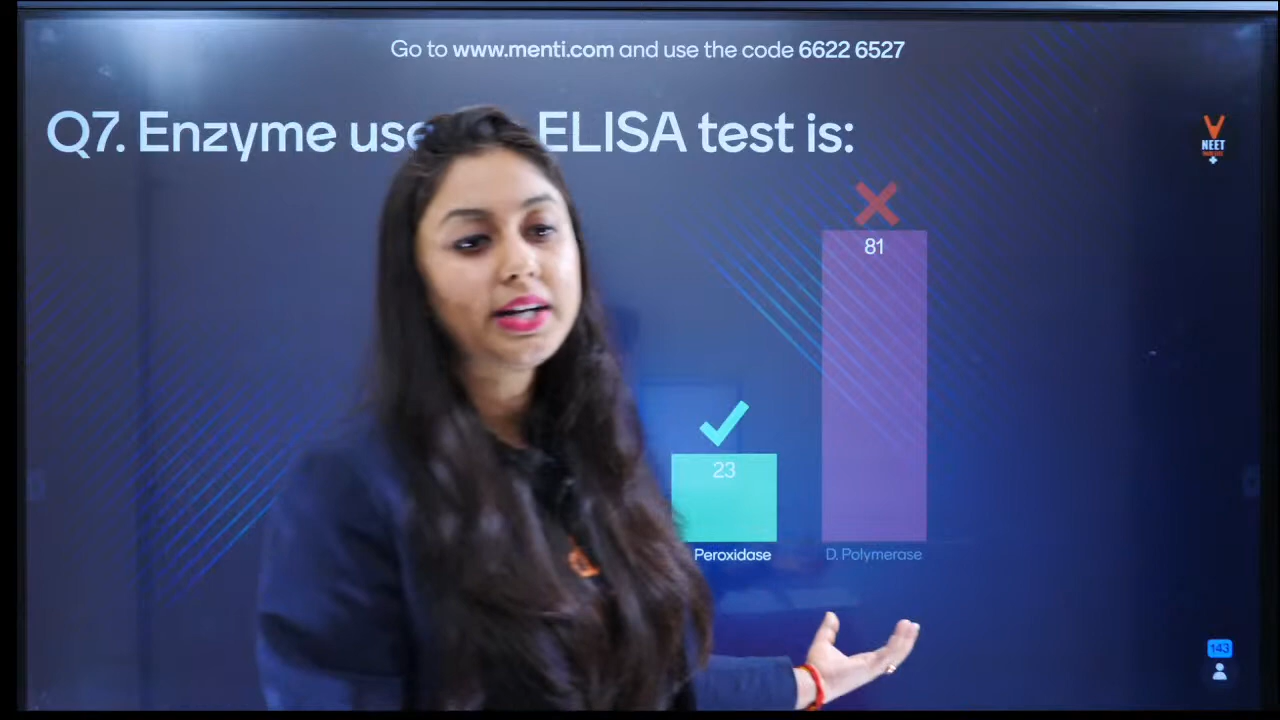 Go to www.menti.com and use the code 6622 6527
Q7. Enzyme use ELISA test is:
V
NEET
81
23
Peroxidase
D. Polymerase
143